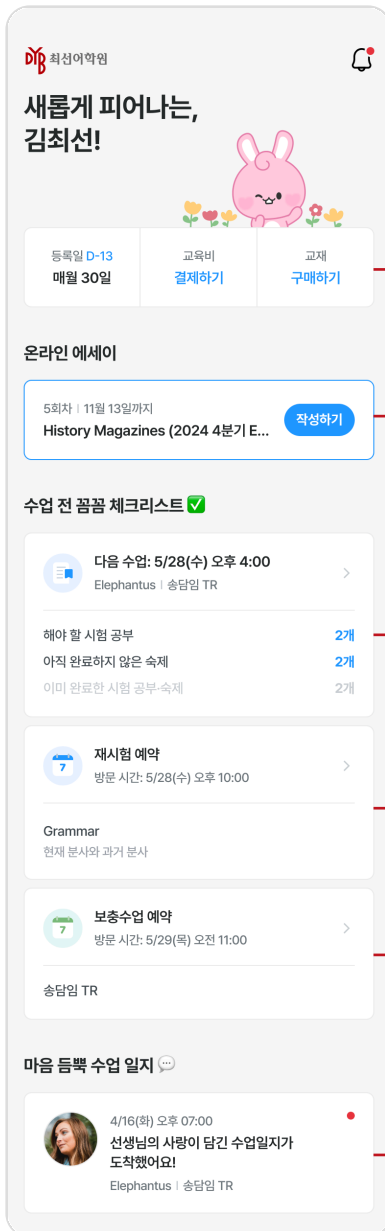 DYB 최선어학원
새롭게 피어나는,
김최선!
등록일 D-13
매월 30일
교육비
결제하기
교재
구매하기
온라인 에세이
5회차 | 11월 13일까지
History Magazines (2024 4분기 E...
작성하기
수업 전 꼼꼼 체크리스트 ✅
다음 수업: 5/28(수) 오후 4:00
Elephantus | 송담임 TR
해야 할 시험 공부 2개
아직 완료하지 않은 숙제 2개
이미 완료한 시험 공부·숙제 2개
7
재시험 예약
방문 시간: 5/28(수) 오후 10:00
Grammar
현재 분사와 과거 분사
7
보충수업 예약
방문 시간: 5/29(목) 오전 11:00
송담임 TR
마음 듬뿍 수업 일지 💬
4/16(화) 오후 07:00
선생님의 사랑이 담긴 수업일지가
도착했어요!
Elephantus | 송담임 TR